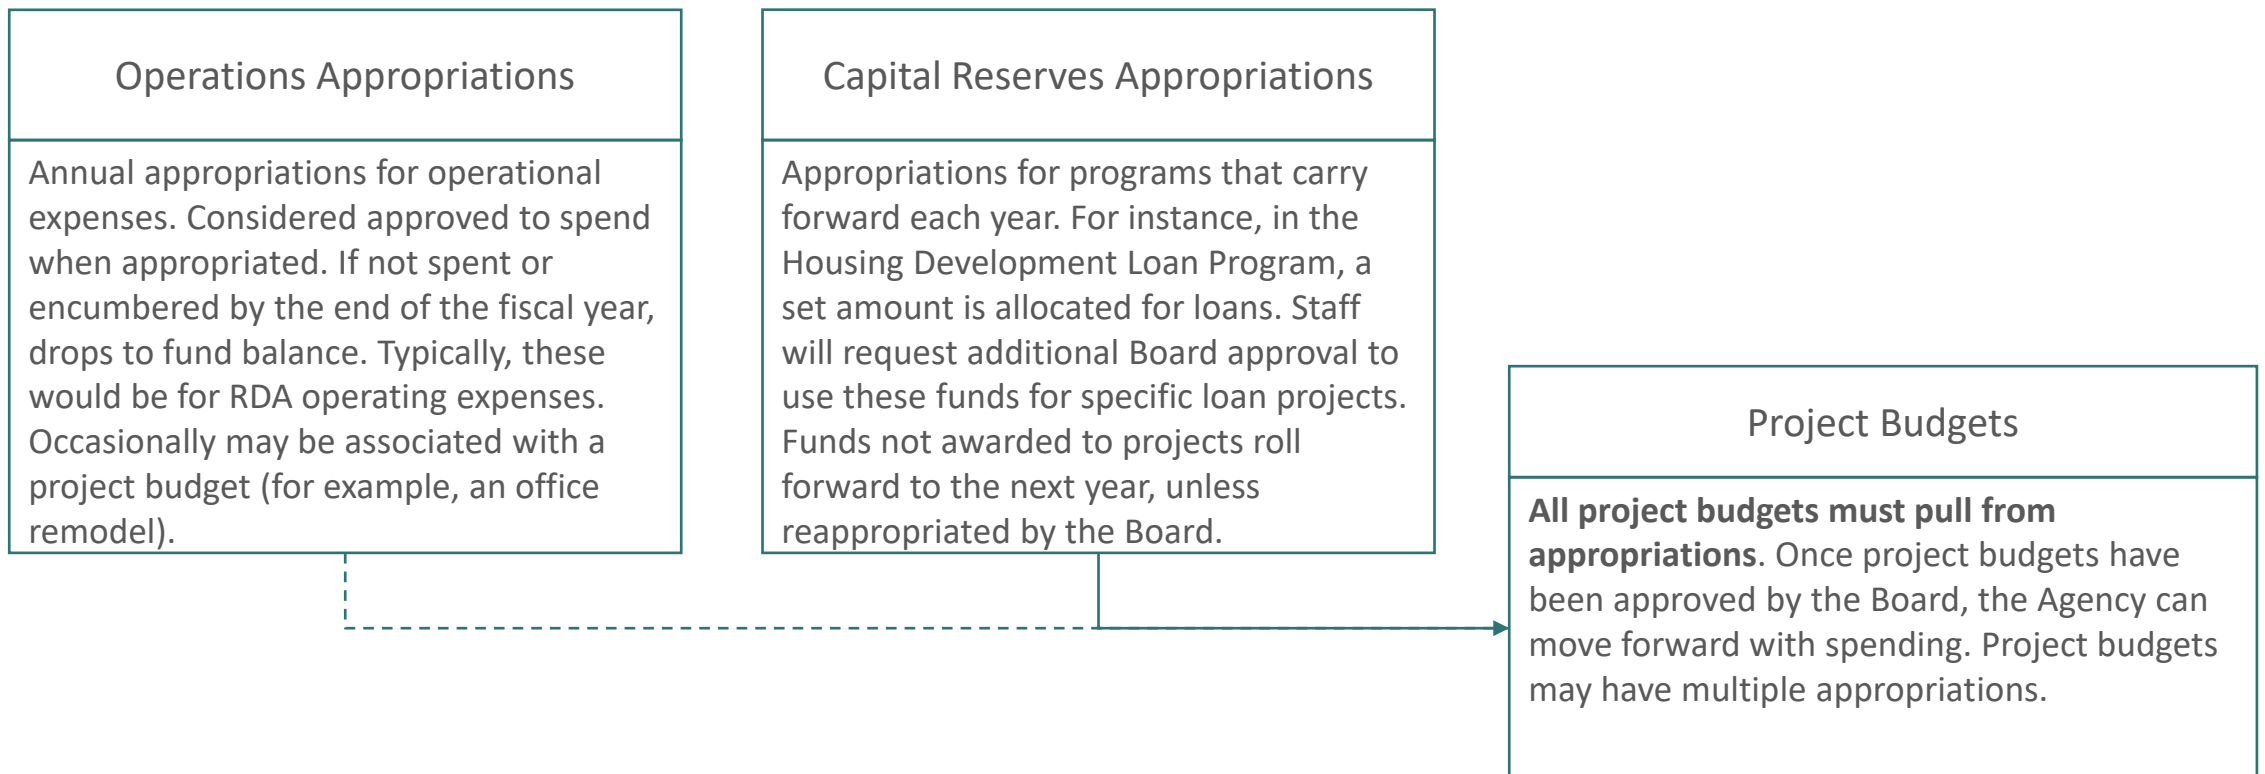 Operations Appropriations
Annual appropriations for operational
expenses. Considered approved to spend
when appropriated. If not spent or
encumbered by the end of the fiscal year,
drops to fund balance. Typically, these
would be for RDA operating expenses.
Occasionally may be associated with a
project budget (for example, an office
remodel).
Capital Reserves Appropriations
Appropriations for programs that carry
forward each year. For instance, in the
Housing Development Loan Program, a
set amount is allocated for loans. Staff
will request additional Board approval to
use these funds for specific loan projects.
Funds not awarded to projects roll
forward to the next year, unless
reappropriated by the Board.
Project Budgets
All project budgets must pull from
appropriations. Once project budgets have
been approved by the Board, the Agency can
move forward with spending. Project budgets
may have multiple appropriations.